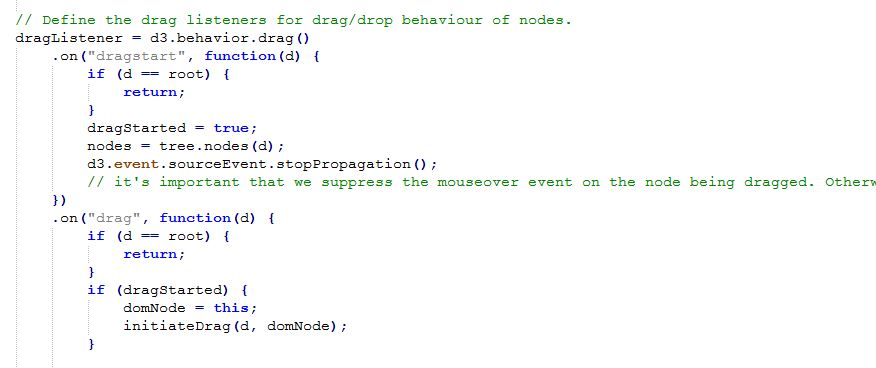 // Define the drag listeners for drag/drop behaviour of nodes.
dragListener = d3.behavior.drag()
    .on("dragstart", function(d) {
        if (d == root) {
            return;
        }
        dragStarted = true;
        nodes = tree.nodes(d);
        d3.event.sourceEvent.stopPropagation();
        // it's important that we suppress the mouseover event on the node being dragged.
    })
    .on("drag", function(d) {
        if (d == root) {
            return;
        }
        if (dragStarted) {
            domNode = this;
            initiateDrag(d, domNode);
        }